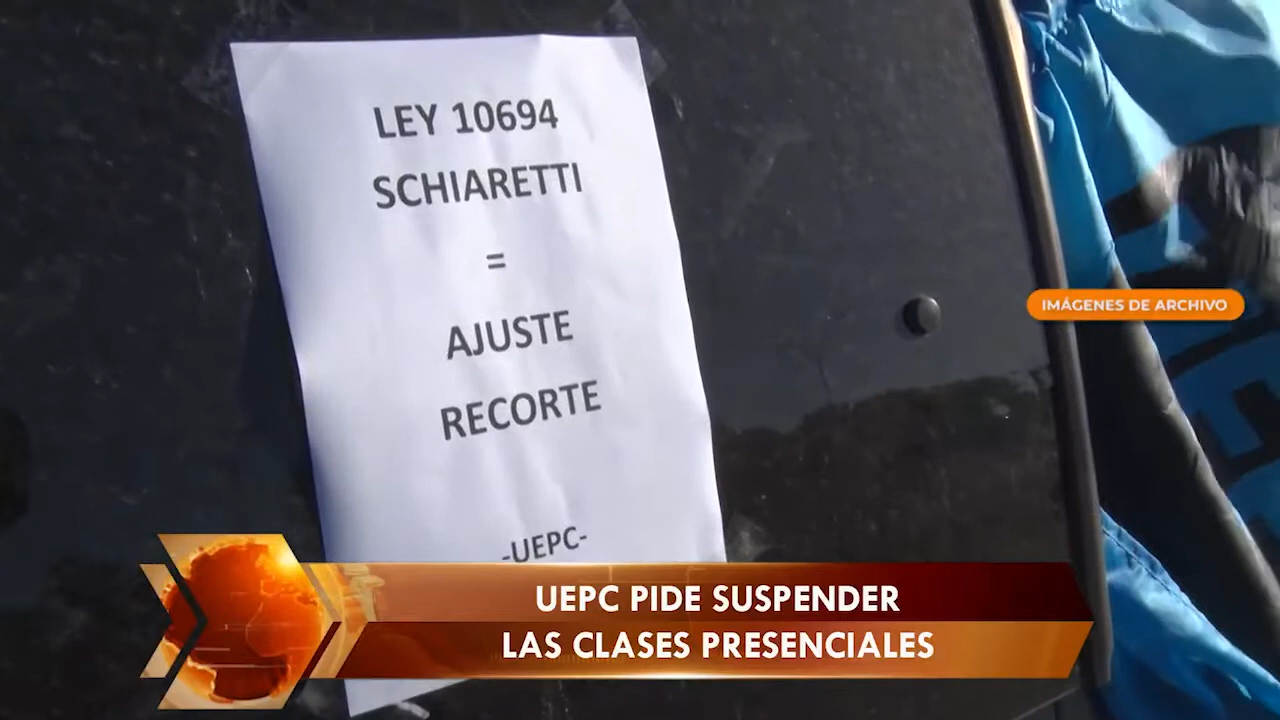 LEY 10694
SCHIARETTI
=
AJUSTE
RECORTE
-UEPC-
IMÁGENES DE ARCHIVO
UEPC PIDE SUSPENDER
LAS CLASES PRESENCIALES